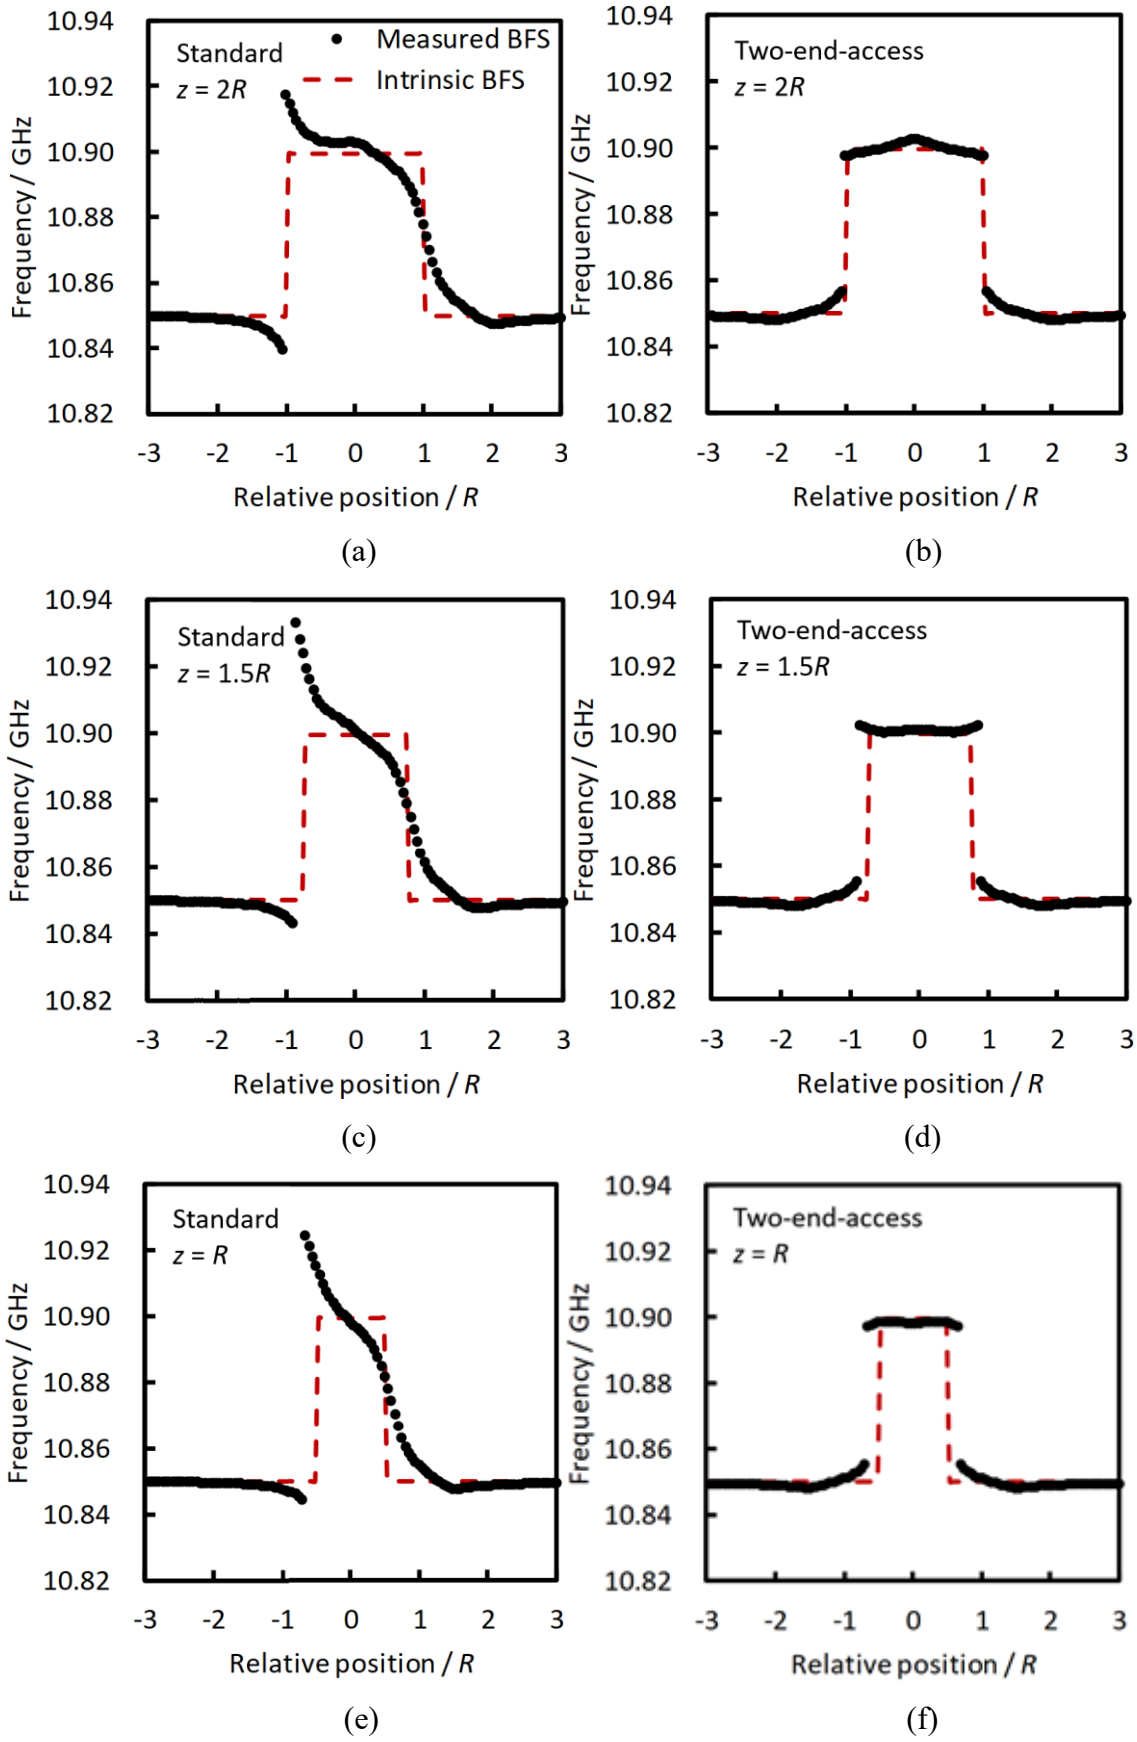 10.94
10.92
10.90
10.88
10.86
10.84
10.82
Frequency / GHz
Standard
z = 2R
Measured BFS
Intrinsic BFS
-3 -2 -1 0 1 2 3
Relative position / R
(a)
10.94
10.92
10.90
10.88
10.86
10.84
10.82
Frequency / GHz
Two-end-access
z = 2R
-3 -2 -1 0 1 2 3
Relative position / R
(b)
10.94
10.92
10.90
10.88
10.86
10.84
10.82
Frequency / GHz
Standard
z = 1.5R
-3 -2 -1 0 1 2 3
Relative position / R
(c)
10.94
10.92
10.90
10.88
10.86
10.84
10.82
Frequency / GHz
Two-end-access
z = 1.5R
-3 -2 -1 0 1 2 3
Relative position / R
(d)
10.94
10.92
10.90
10.88
10.86
10.84
10.82
Frequency / GHz
Standard
z = R
-3 -2 -1 0 1 2 3
Relative position / R
(e)
10.94
10.92
10.90
10.88
10.86
10.84
10.82
Frequency / GHz
Two-end-access
z = R
-3 -2 -1 0 1 2 3
Relative position / R
(f)